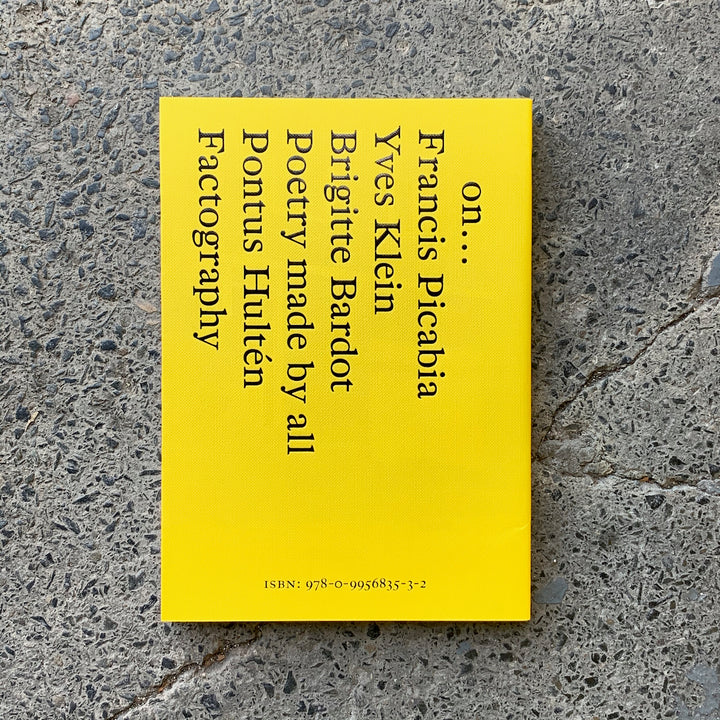 on...
Francis Picabia
Yves Klein
Brigitte Bardot
Poetry made by all
Pontus Hultén
Factography
ISBN: 978-0-9956835-3-2